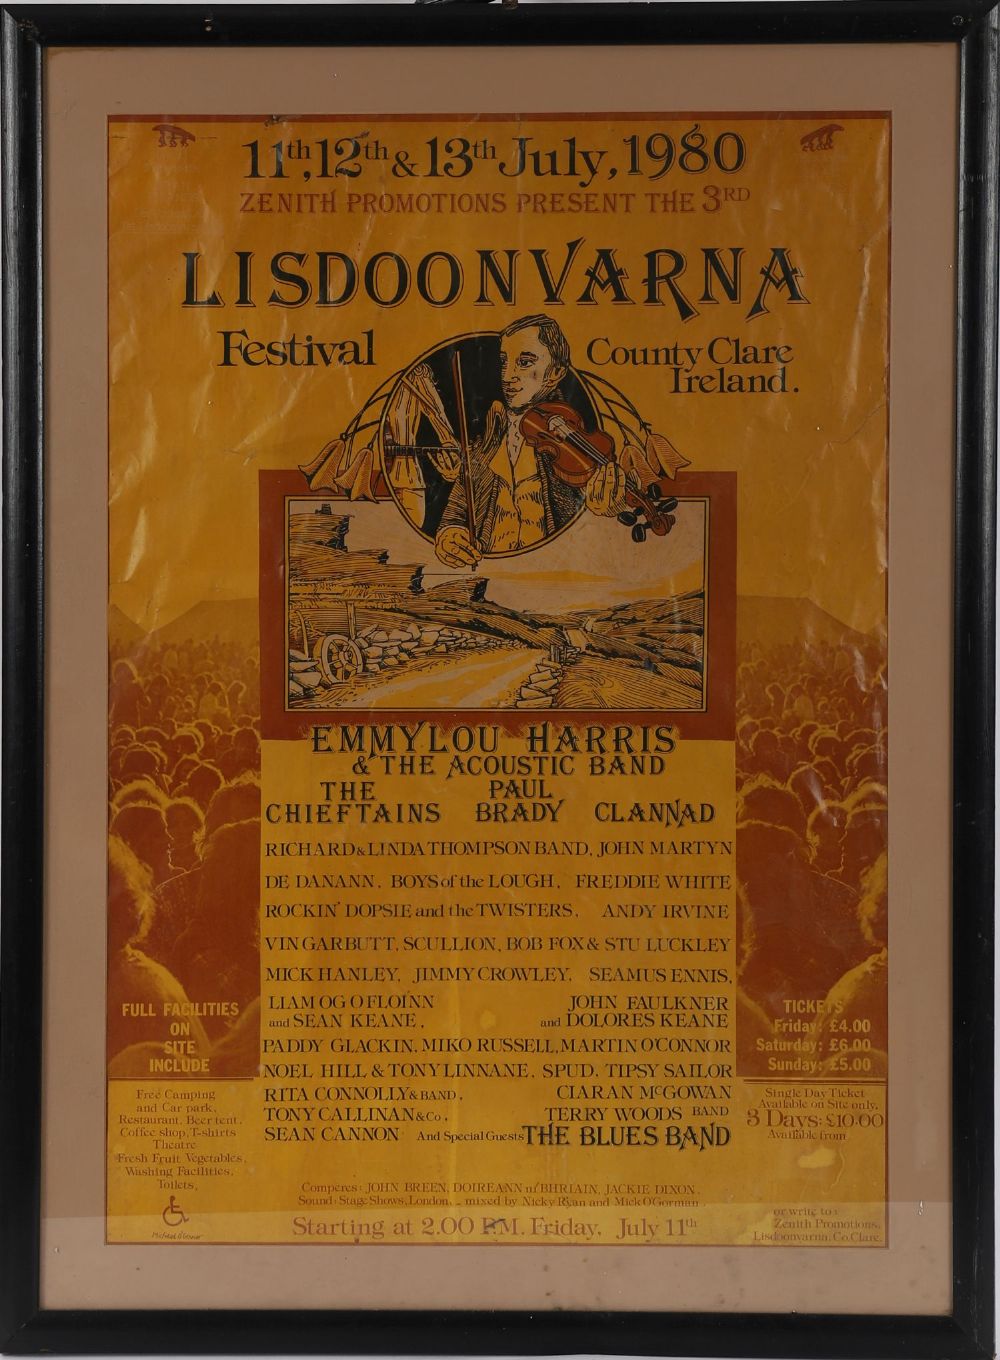 11th, 12th & 13th July, 1980
ZENITH PROMOTIONS PRESENT THE 3RD
LISDOONVARNA
Festival
County Clare
Ireland.
EMMYLOU HARRIS
& THE ACOUSTIC BAND
THE CHIEFTAINS
PAUL BRADY
CLANNAD
RICHARD & LINDA THOMPSON BAND, JOHN MARTYN
DE DANANN, BOYS of the LOUGH, FREDDIE WHITE
ROCKIN' DOPSIE and the TWISTERS, ANDY IRVINE
VIN GARBUTT, SCULLION, BOB FOX & STU LUCKLEY
MICK HANLEY, JIMMY CROWLEY, SEAMUS ENNIS,
LIAM OG O FLOINN
and SEAN KEANE,
JOHN FAULKNER
and DOLORES KEANE
PADDY GLACKIN, MIKO RUSSELL, MARTIN O'CONNOR
NOEL HILL & TONY LINNANE, SPUD, TIPSY SAILOR
RITA CONNOLLY & BAND, CIARAN McGOWAN
TONY CALLINAN & Co, TERRY WOODS BAND
SEAN CANNON And Special Guests THE BLUES BAND
Comperes: JOHN BREEN, DOIREANN ni BHRIAIN, JACKIE DIXON.
Sound: Stage Shows, London, mixed by Nicky Ryan and Mick O'Gorman.
Starting at 2.00 P.M. Friday, July 11th
FULL FACILITIES
ON
SITE
INCLUDE
Free Camping
and Car park,
Restaurant, Beer tent,
Coffee shop, T-shirts
Theatre
Fresh Fruit Vegetables,
Washing Facilities,
Toilets,
TICKETS
Friday: £4.00
Saturday: £6.00
Sunday: £5.00
Single Day Ticket
Available on Site only,
3 Days: £10.00
Available from
or write to:
Zenith Promotions,
Lisdoonvarna, Co. Clare.